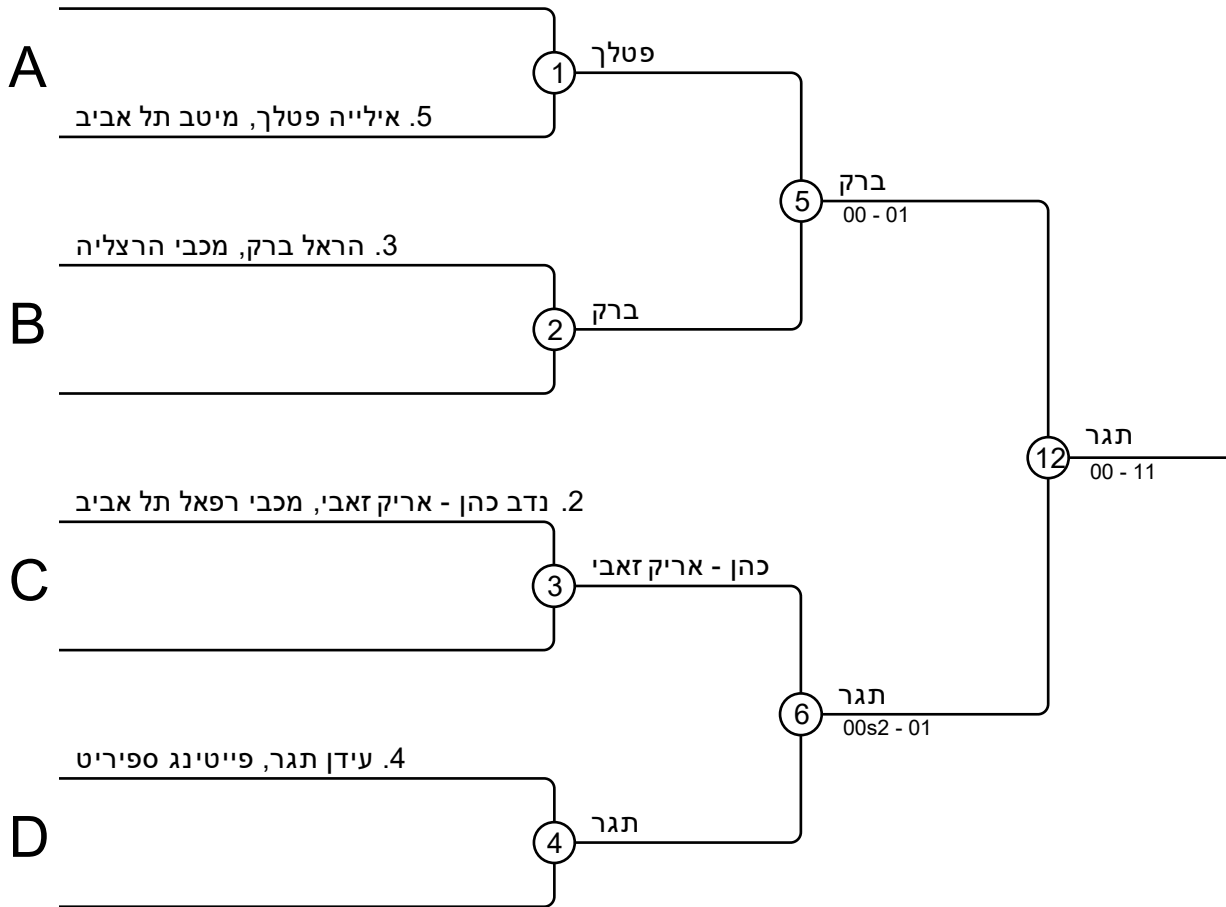 A
1
פטלך
5. אילייה פטלך, מיטב תל אביב
5
ברק
00 - 01
3. הראל ברק, מכבי הרצליה
B
2
ברק
12
תגר
00 - 11
2. נדב כהן - אריק זאבי, מכבי רפאל תל אביב
C
3
כהן - אריק זאבי
6
תגר
00s2 - 01
4. עידן תגר, פייטינג ספיריט
D
4
תגר